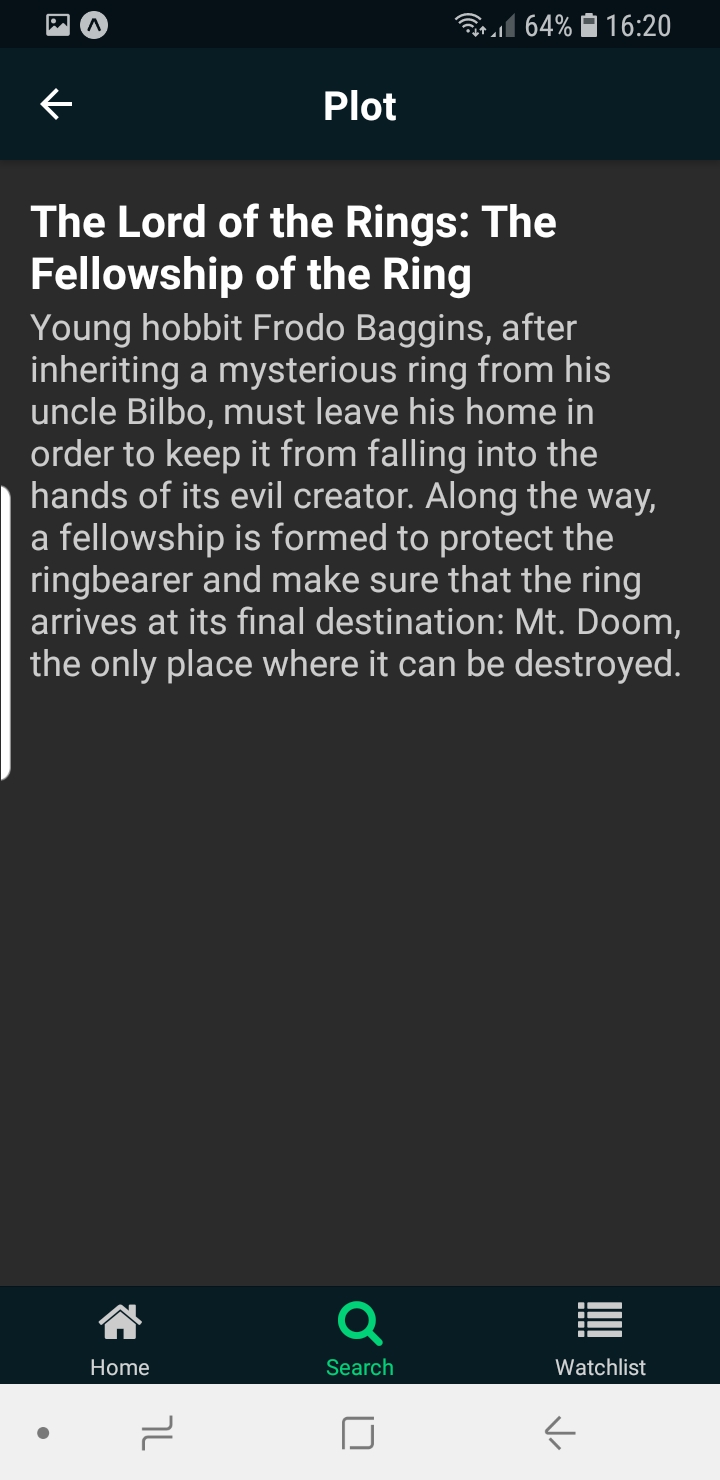 64% 16:20
Plot
The Lord of the Rings: The
Fellowship of the Ring
Young hobbit Frodo Baggins, after
inheriting a mysterious ring from his
uncle Bilbo, must leave his home in
order to keep it from falling into the
hands of its evil creator. Along the way,
a fellowship is formed to protect the
ringbearer and make sure that the ring
arrives at its final destination: Mt. Doom,
the only place where it can be destroyed.
Home Search Watchlist